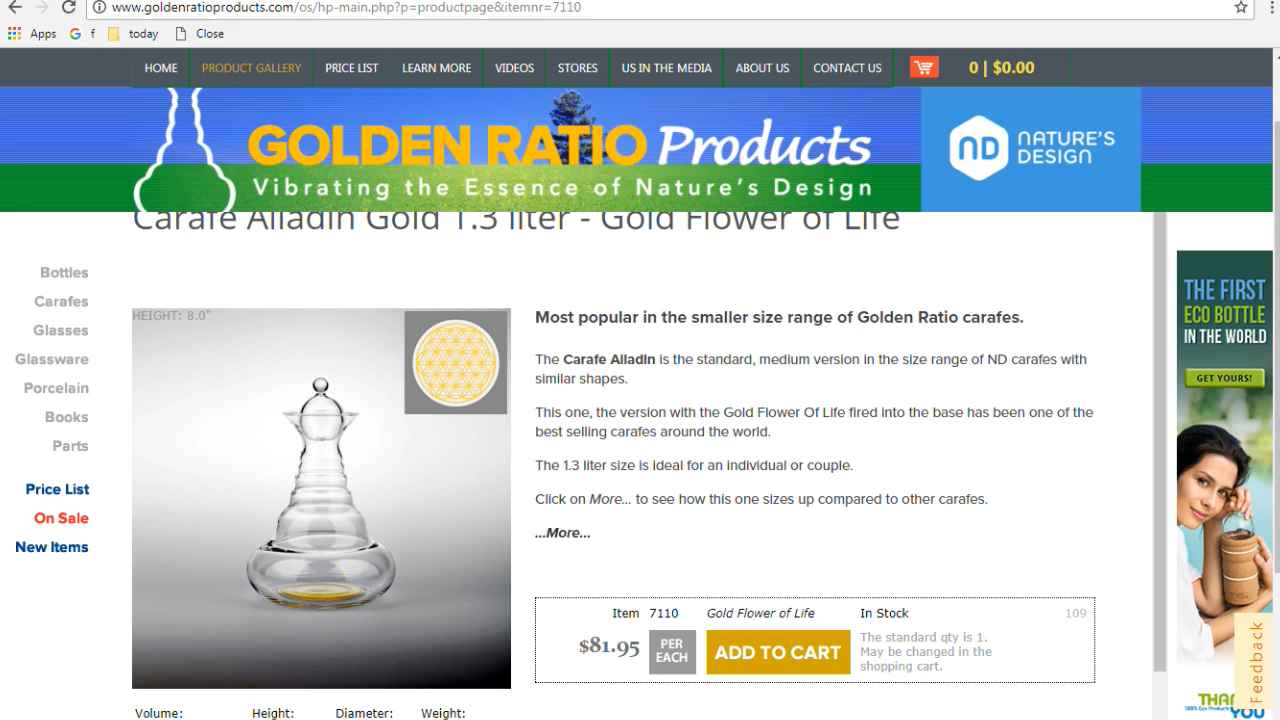 www.goldenratioproducts.com/os/hp-main.php?p=productpage&itemnr=7110
Apps
f
today
Close
HOME
PRODUCT GALLERY
PRICE LIST
LEARN MORE
VIDEOS
STORES
US IN THE MEDIA
ABOUT US
CONTACT US
0 | $0.00
GOLDEN RATIO Products
Vibrating the Essence of Nature's Design
ND
NATURE'S
DESIGN
Carafe Alladin Gold 1.3 liter - Gold Flower of Life
Bottles
Carafes
Glasses
Glassware
Porcelain
Books
Parts
Price List
On Sale
New Items
HEIGHT: 8.0"
Most popular in the smaller size range of Golden Ratio carafes.
The Carafe Alladin is the standard, medium version in the size range of ND carafes with
similar shapes.
This one, the version with the Gold Flower Of Life fired into the base has been one of the
best selling carafes around the world.
The 1.3 liter size is ideal for an individual or couple.
Click on More... to see how this one sizes up compared to other carafes.
...More...
Item 7110 Gold Flower of Life In Stock 109
$81.95
PER
EACH
ADD TO CART
The standard qty is 1.
May be changed in the
shopping cart.
Volume: Height: Diameter: Weight:
THE FIRST
ECO BOTTLE
IN THE WORLD
GET YOURS!
Feedback
THAN
YOU